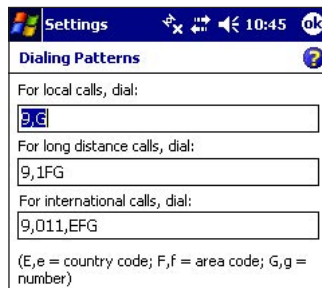 Settings 10:45 ok
Dialing Patterns ?
For local calls, dial:
9,G
For long distance calls, dial:
9,1FG
For international calls, dial:
9,011,EFG
(E,e = country code; F,f = area code; G,g =
number)